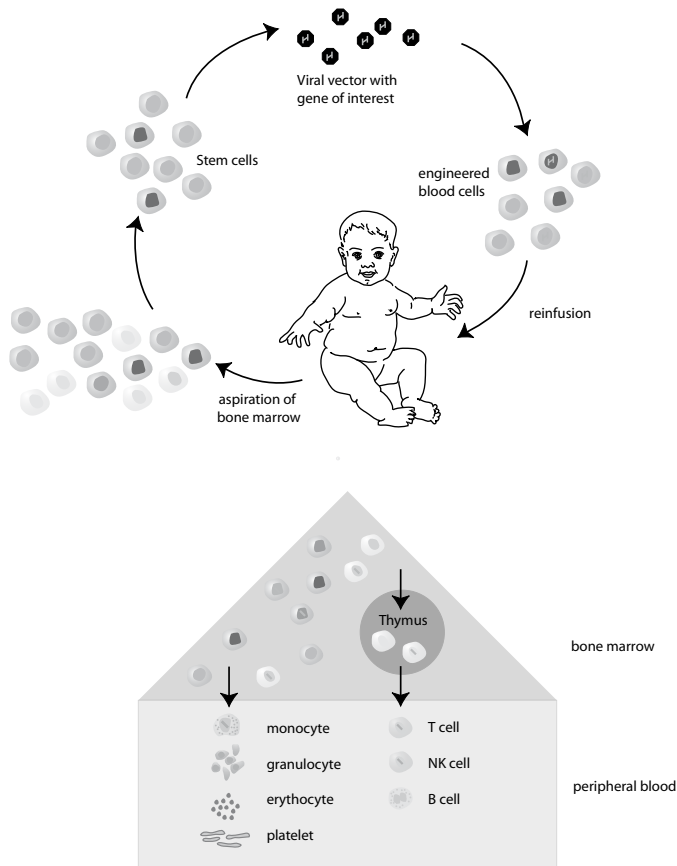 Viral vector with
gene of interest
Stem cells
engineered
blood cells
reinfusion
aspiration of
bone marrow
Thymus
bone marrow
monocyte
T cell
granulocyte
NK cell
erythocyte
B cell
platelet
peripheral blood